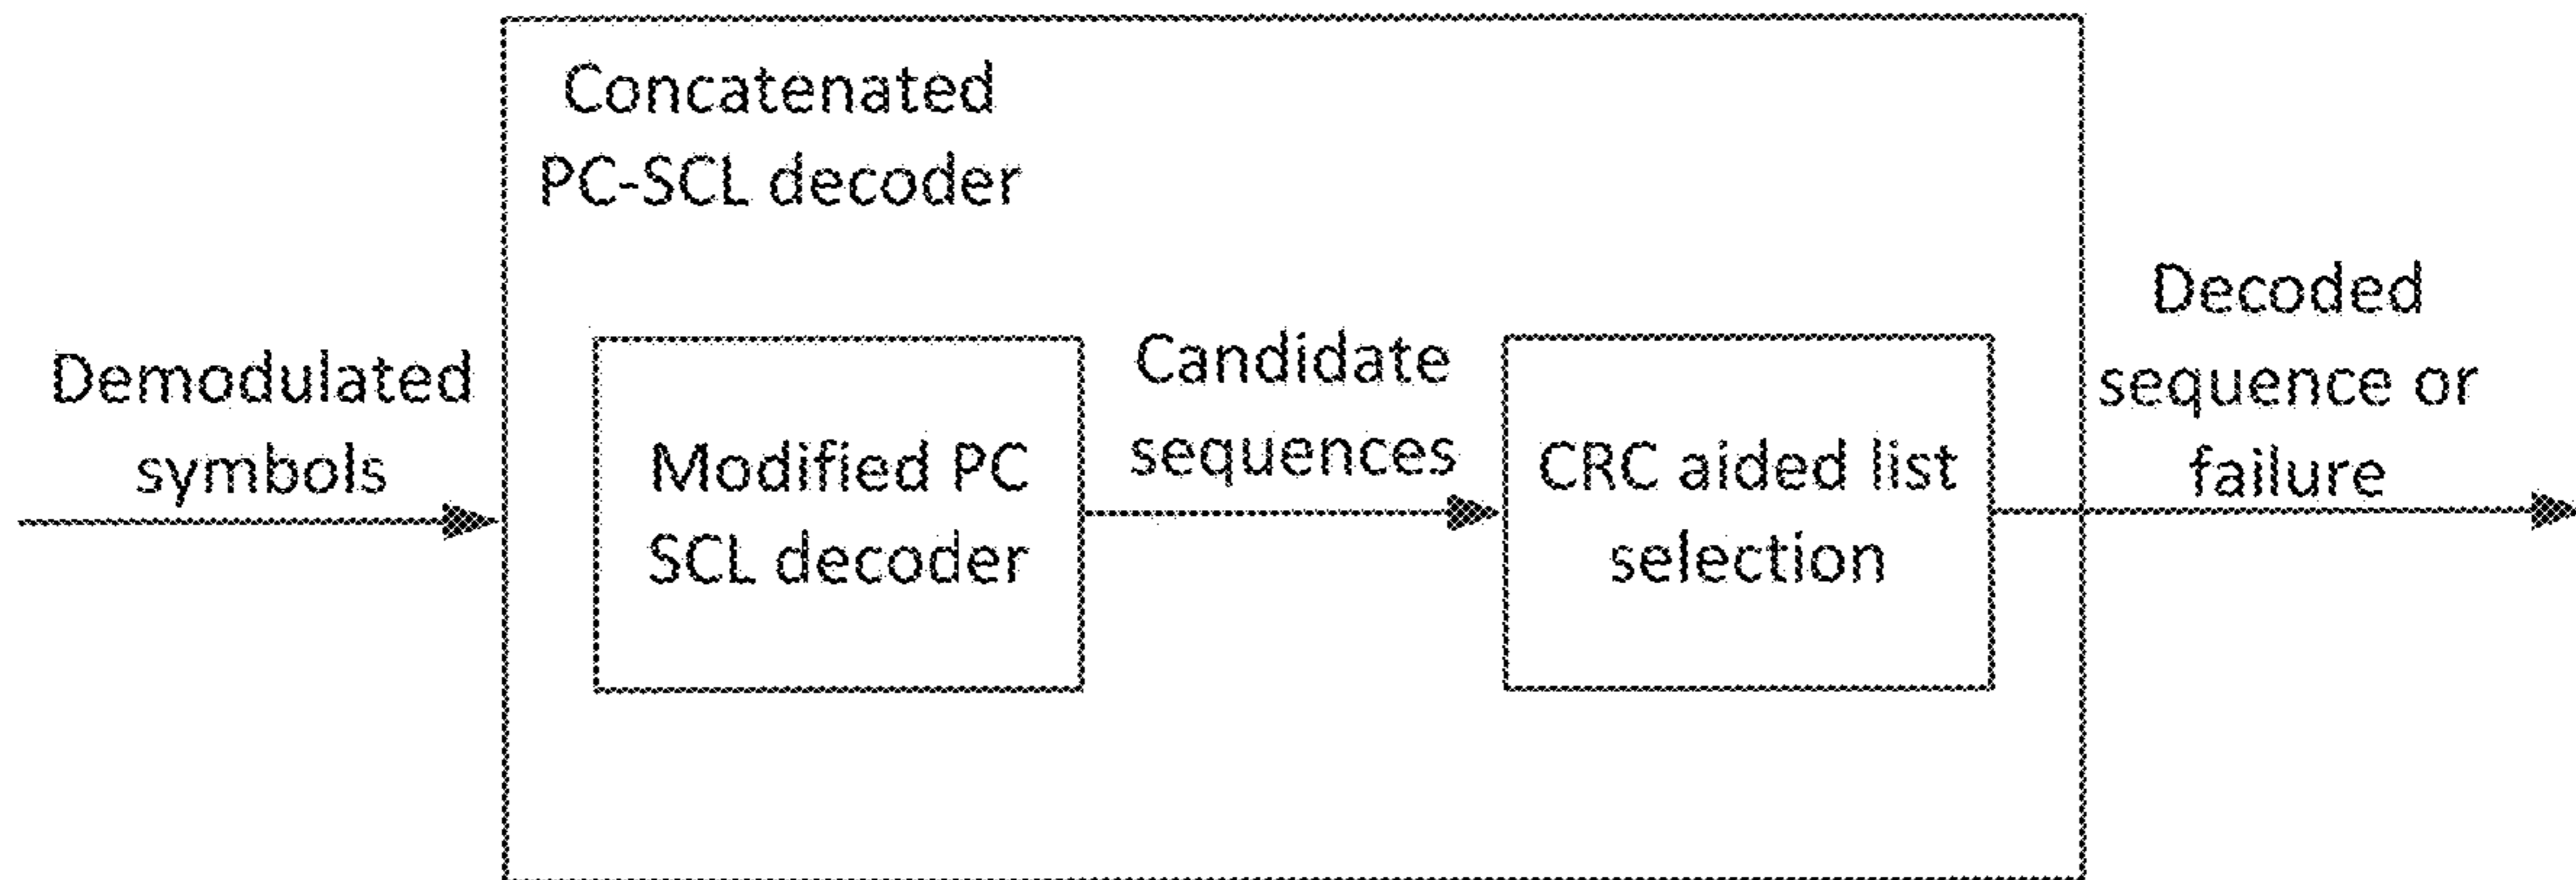 Concatenated
PC-SCL decoder
Demodulated
symbols
Modified PC
SCL decoder
Candidate
sequences
CRC aided list
selection
Decoded
sequence or
failure